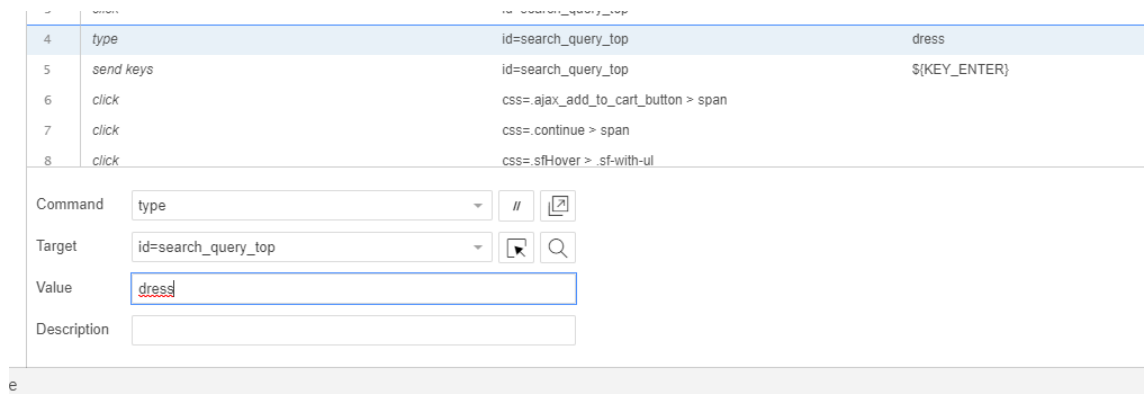 4 type id=search_query_top dress
5 send keys id=search_query_top ${KEY_ENTER}
6 click css=.ajax_add_to_cart_button > span
7 click css=.continue > span
8 click css=.sfHover > .sf-with-ul
Command type //
Target id=search_query_top
Value dress
Description
e